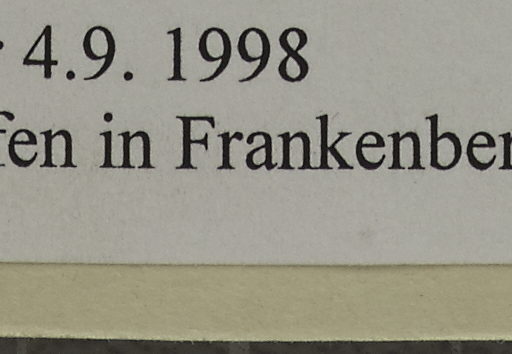 4.9. 1998
fen in Frankenber